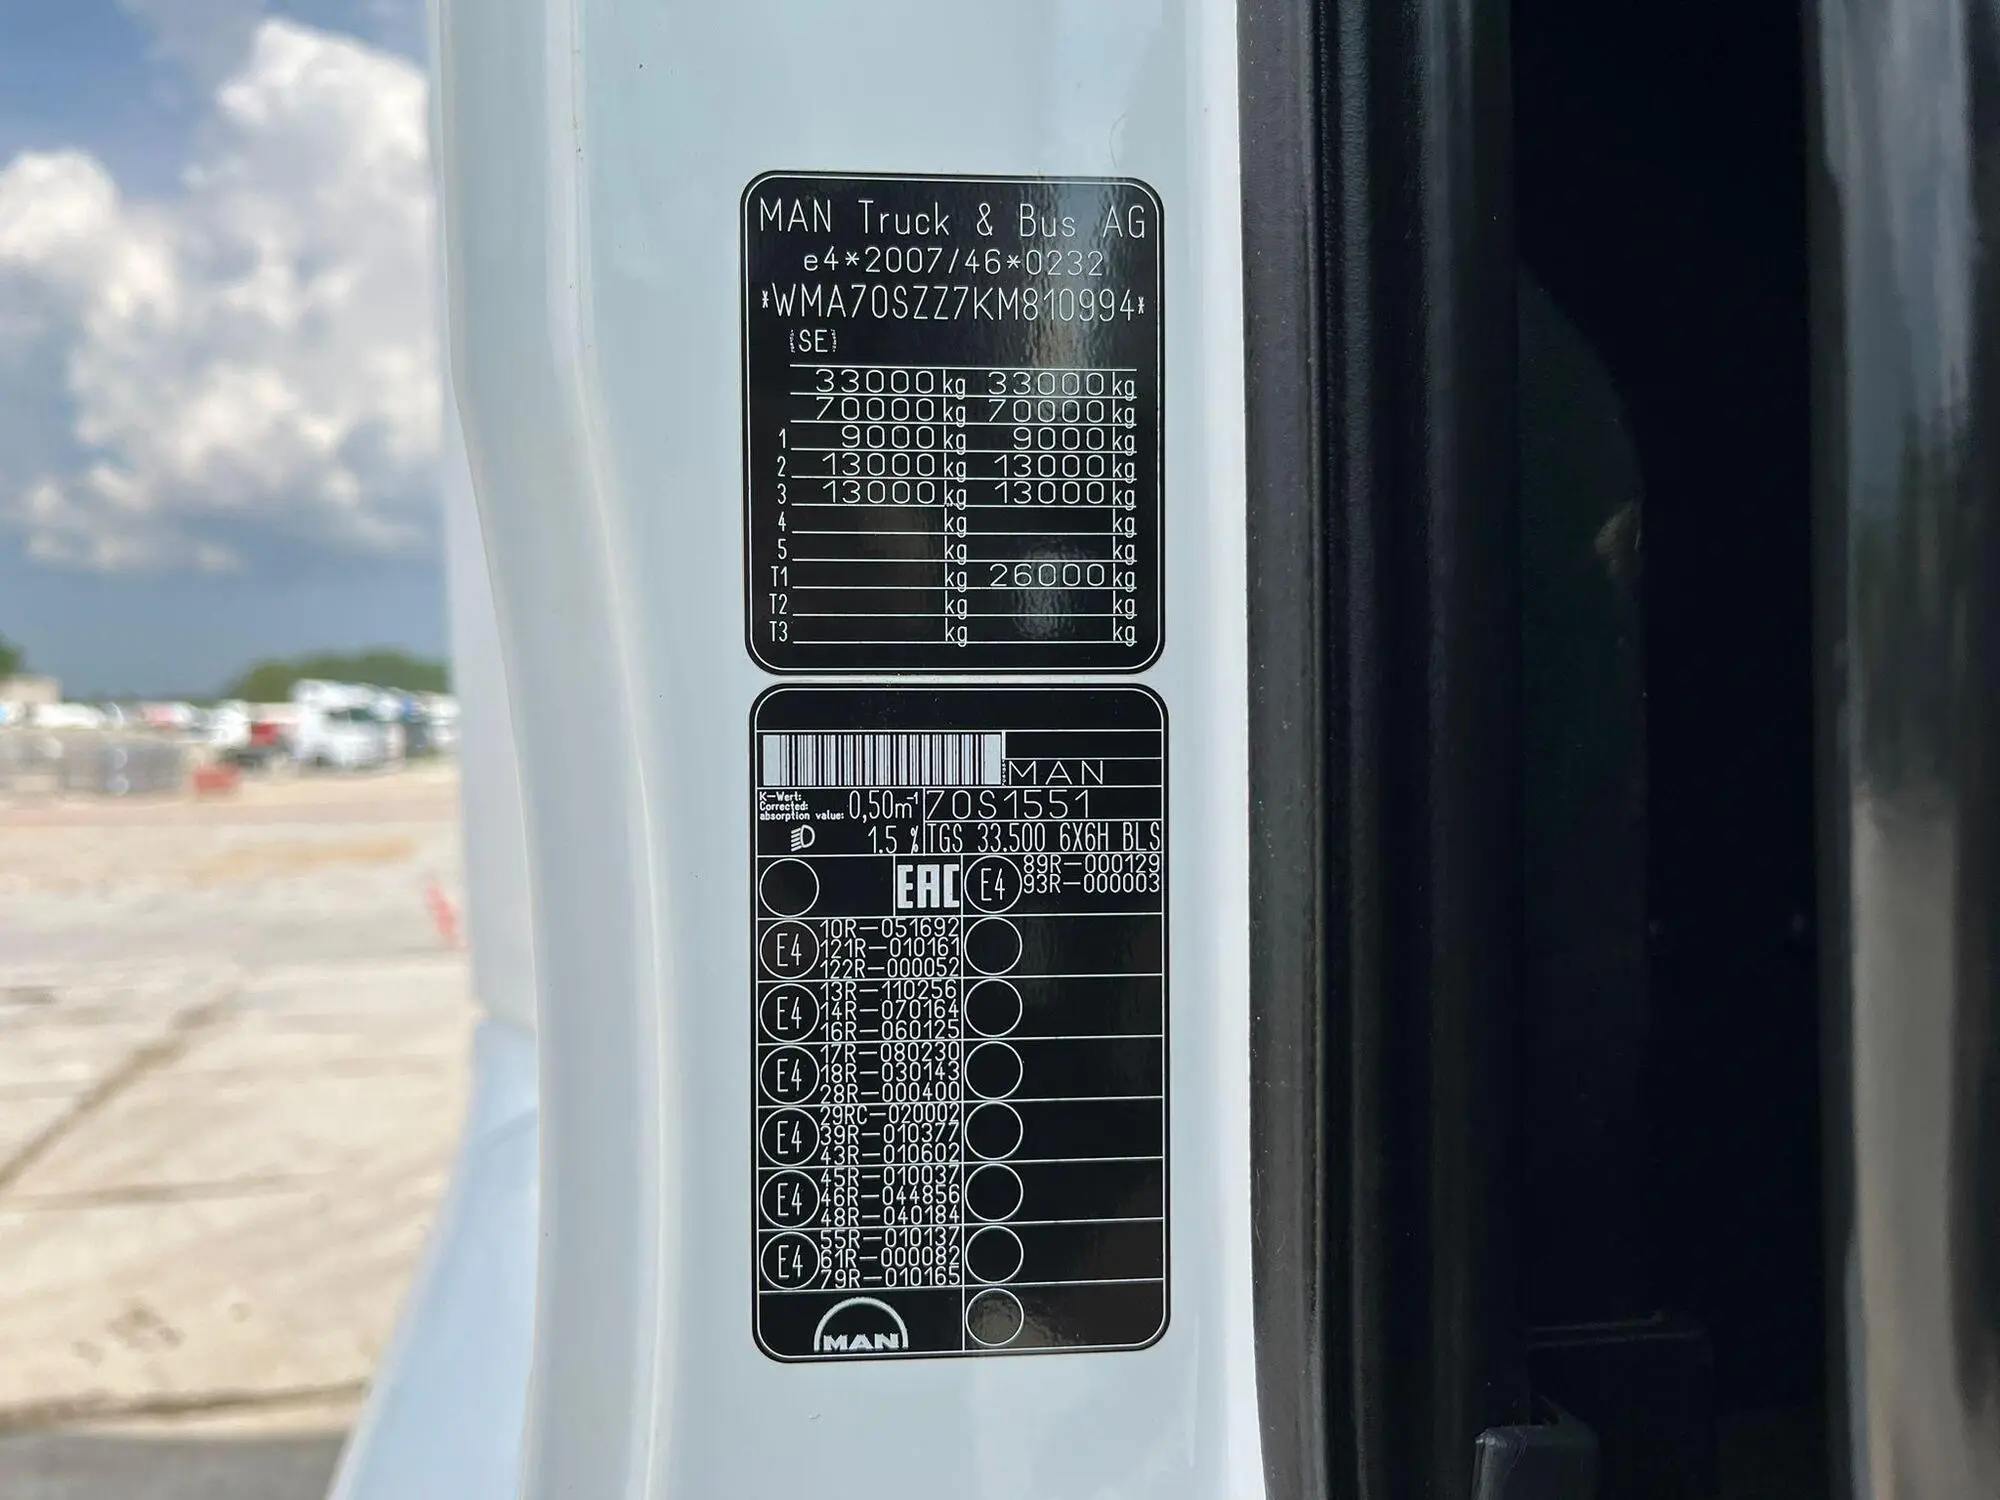 MAN Truck & Bus AG
e4*2007/46*0232
*WMA70SZZ7KM810994*
(SE)
33000 kg 33000 kg
70000 kg 70000 kg
1 9000 kg 9000 kg
2 13000 kg 13000 kg
3 13000 kg 13000 kg
4 kg kg
5 kg kg
T1 kg 26000 kg
T2 kg kg
T3 kg kg
MAN
K-Wert:
Corrected:
absorption value: 0,50m⁻¹ 70S1551
1.5 % TGS 33.500 6X6H BLS
EAC E4 89R-000129
93R-000003
E4 10R-051692
121R-010161
122R-000052
E4 13R-110256
14R-070164
16R-060125
E4 17R-080230
18R-030143
28R-000400
E4 29RC-020002
39R-010377
43R-010602
E4 45R-010037
46R-044856
48R-040184
E4 55R-010137
61R-000082
79R-010165
MAN